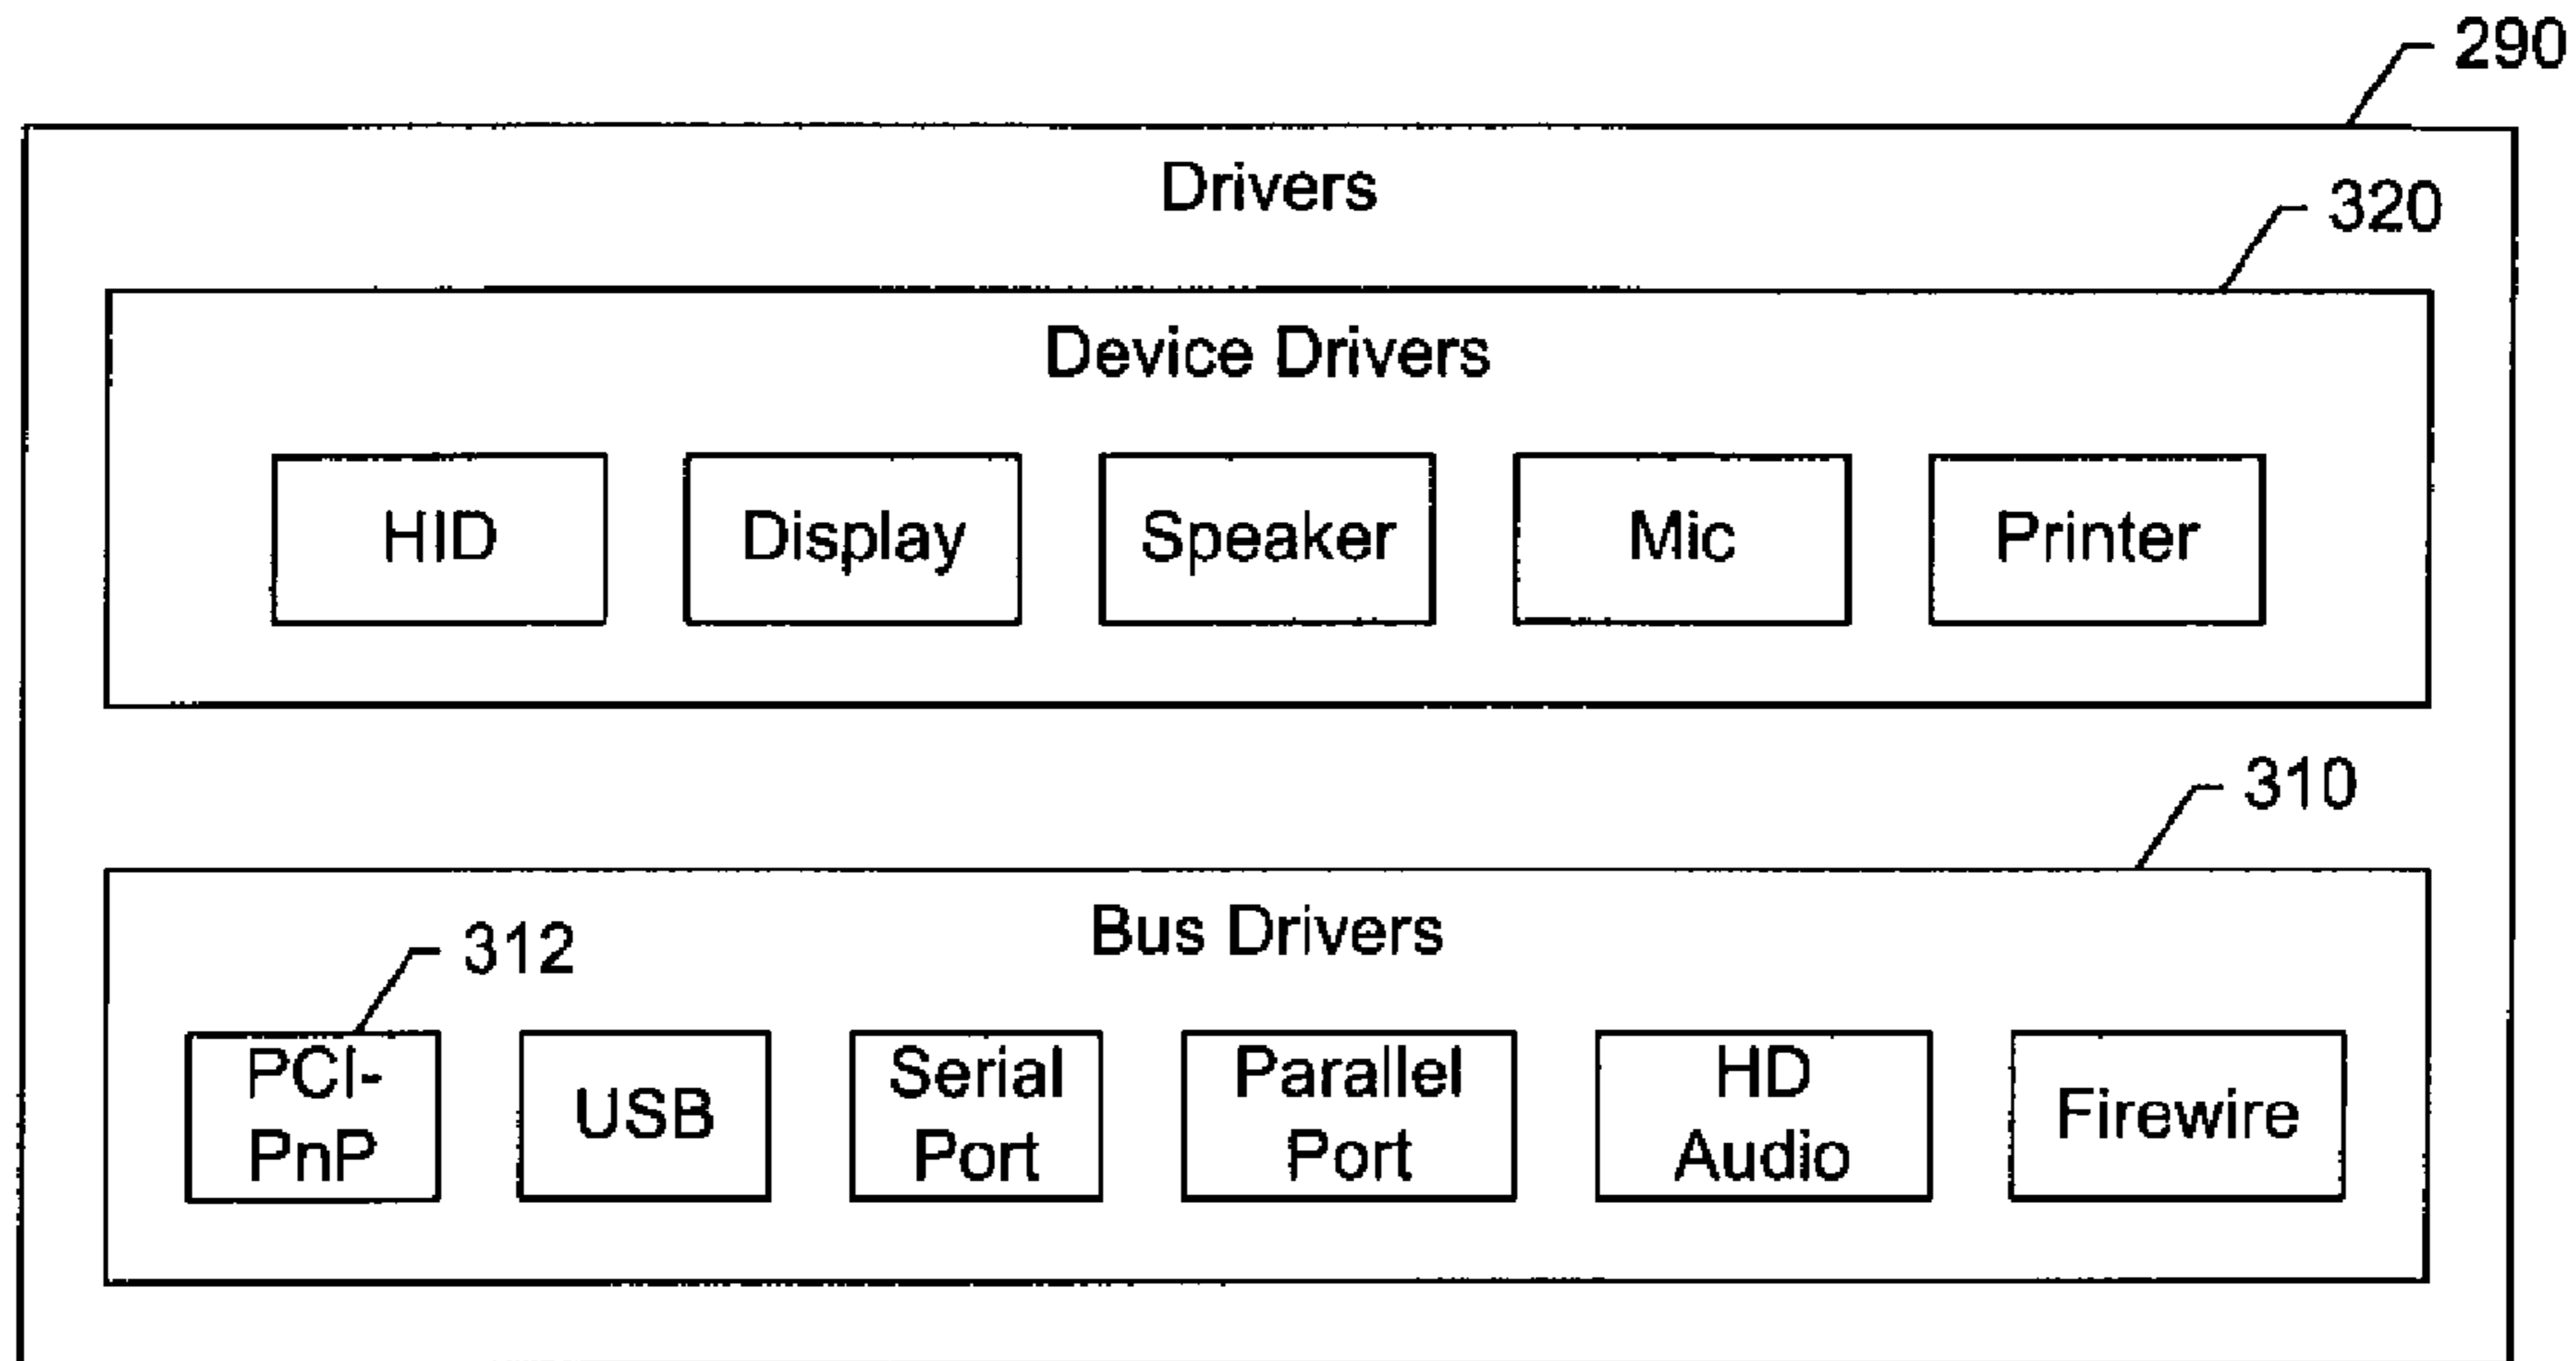 290
Drivers
320
Device Drivers
HID
Display
Speaker
Mic
Printer
310
Bus Drivers
312
PCI-
PnP
USB
Serial
Port
Parallel
Port
HD
Audio
Firewire